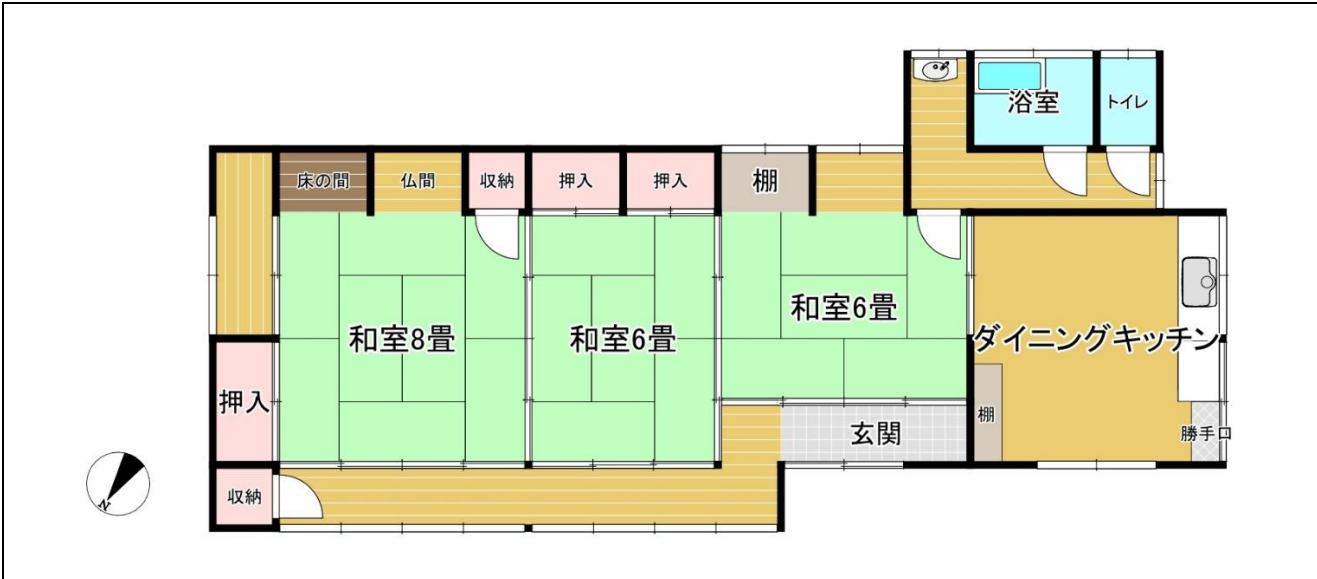 浴室
トイレ
床の間
仏間
収納
押入
押入
棚
和室8畳
和室6畳
和室6畳
ダイニングキッチン
押入
棚
玄関
勝手口
収納
N